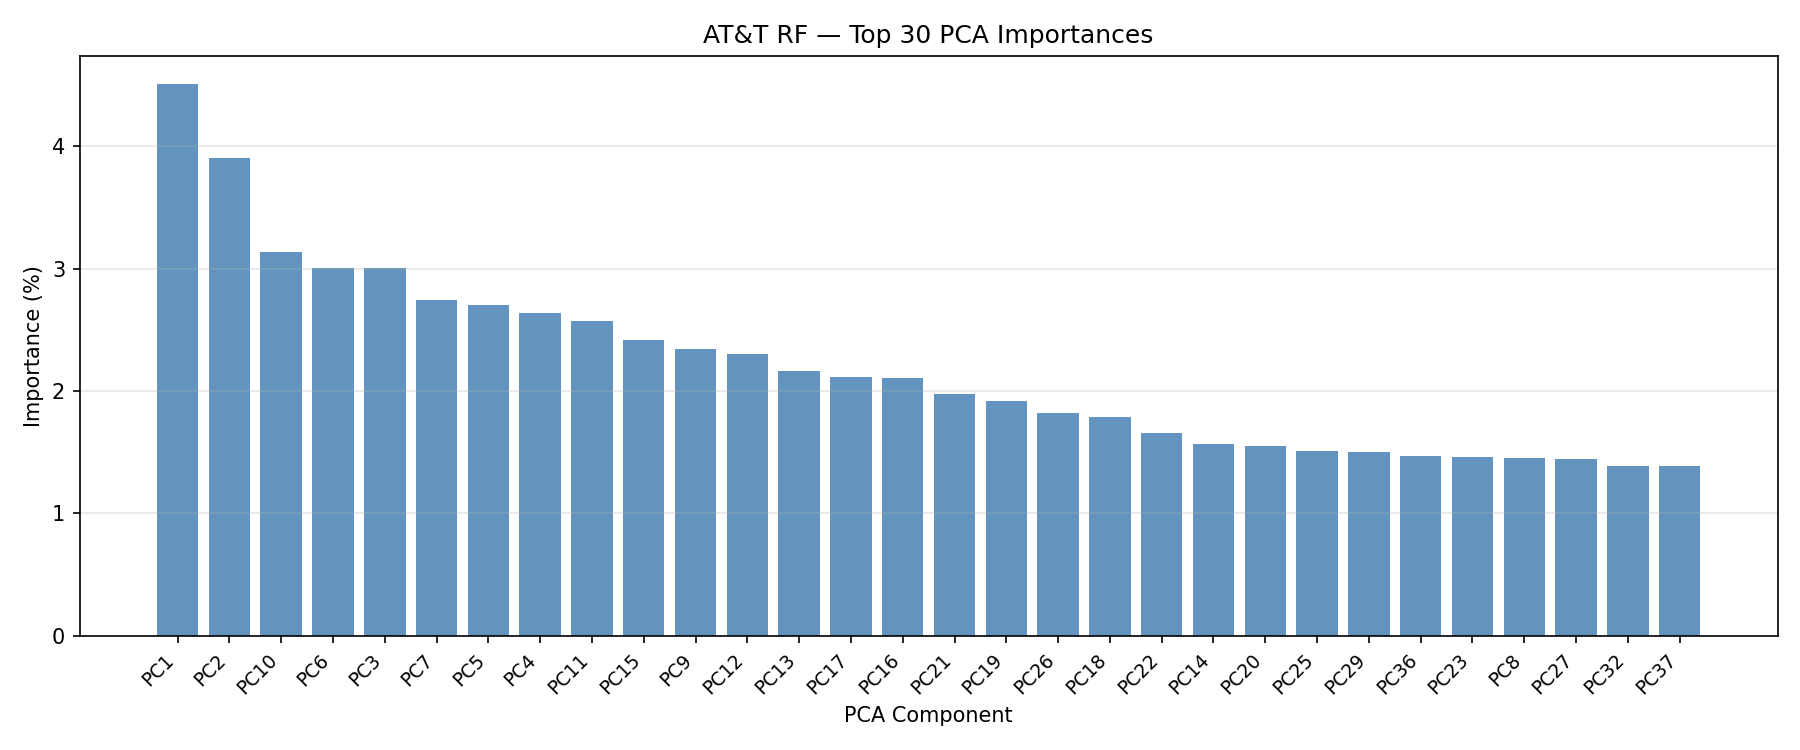 AT&T RF — Top 30 PCA Importances
Importance (%)
4
3
2
1
0
PC1 PC2 PC10 PC6 PC3 PC7 PC5 PC4 PC11 PC15 PC9 PC12 PC13 PC17 PC16 PC21 PC19 PC26 PC18 PC22 PC14 PC20 PC25 PC29 PC36 PC23 PC8 PC27 PC32 PC37
PCA Component